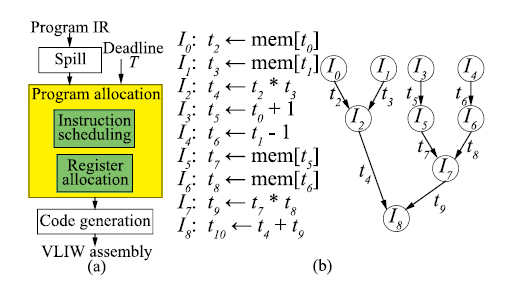 Program IR
Spill
Deadline
T
Program allocation
Instruction
scheduling
Register
allocation
Code generation
VLIW assembly
(a)
I0: t2 ← mem[t0]
I1: t3 ← mem[t1]
I2: t4 ← t2 * t3
I3: t5 ← t0 + 1
I4: t6 ← t1 - 1
I5: t7 ← mem[t5]
I6: t8 ← mem[t6]
I7: t9 ← t7 * t8
I8: t10 ← t4 + t9
I0 I1 I3 I4
t2 t3 t5 t6
I2 I5 I6
t7 t8
I7
t4 t9
I8
(b)